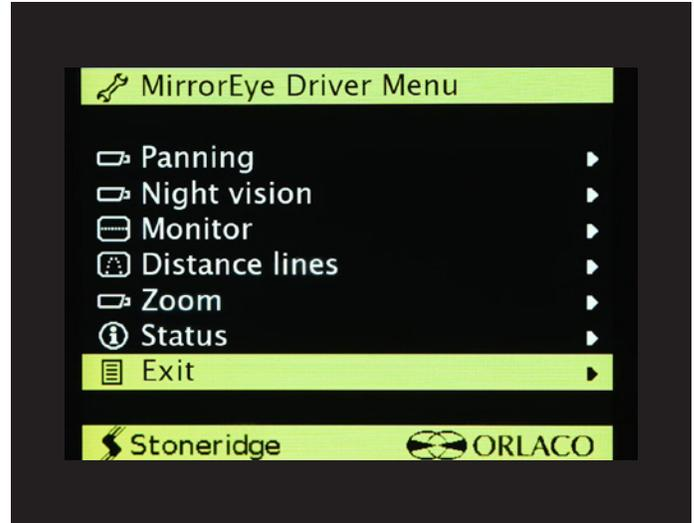 MirrorEye Driver Menu
Panning
Night vision
Monitor
Distance lines
Zoom
Status
Exit
Stoneridge ORLACO